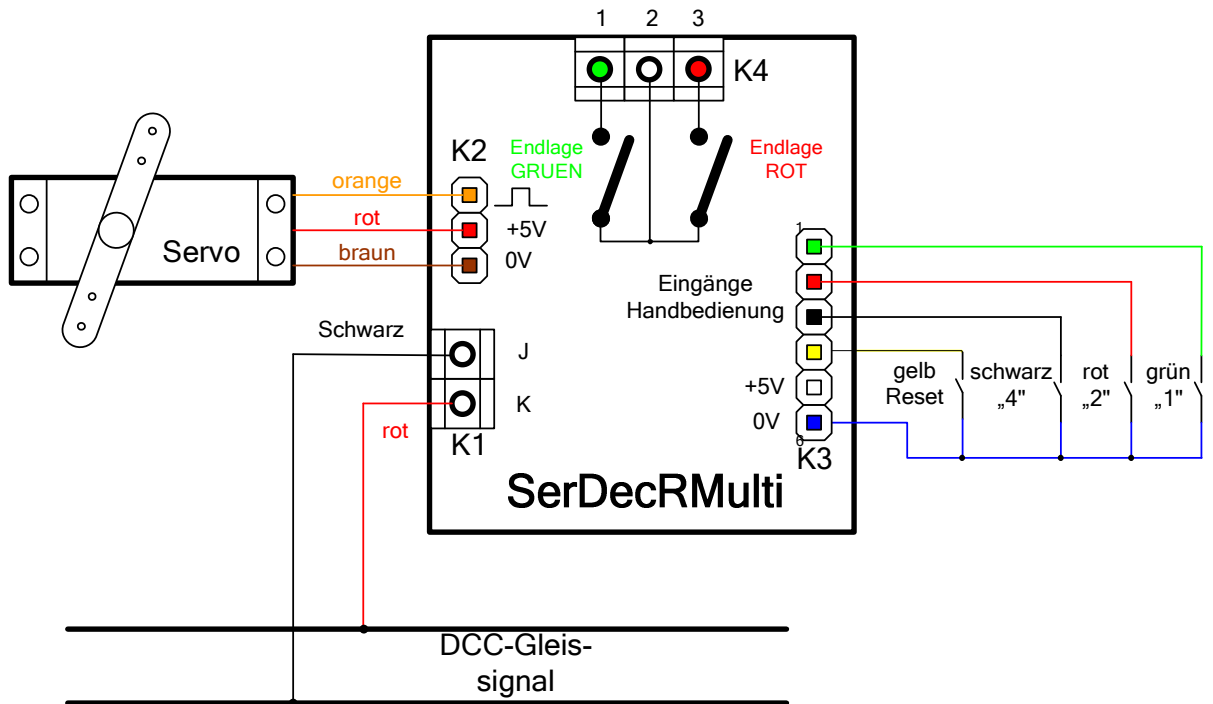 1 2 3
K4
K2
Endlage
GRUEN
Endlage
ROT
orange
rot
+5V
braun
0V
Servo
1
Eingänge
Handbedienung
Schwarz
J
K
rot
K1
+5V
0V
6
K3
gelb
Reset
schwarz
„4"
rot
„2"
grün
„1"
SerDecRMulti
DCC-Gleis-
signal